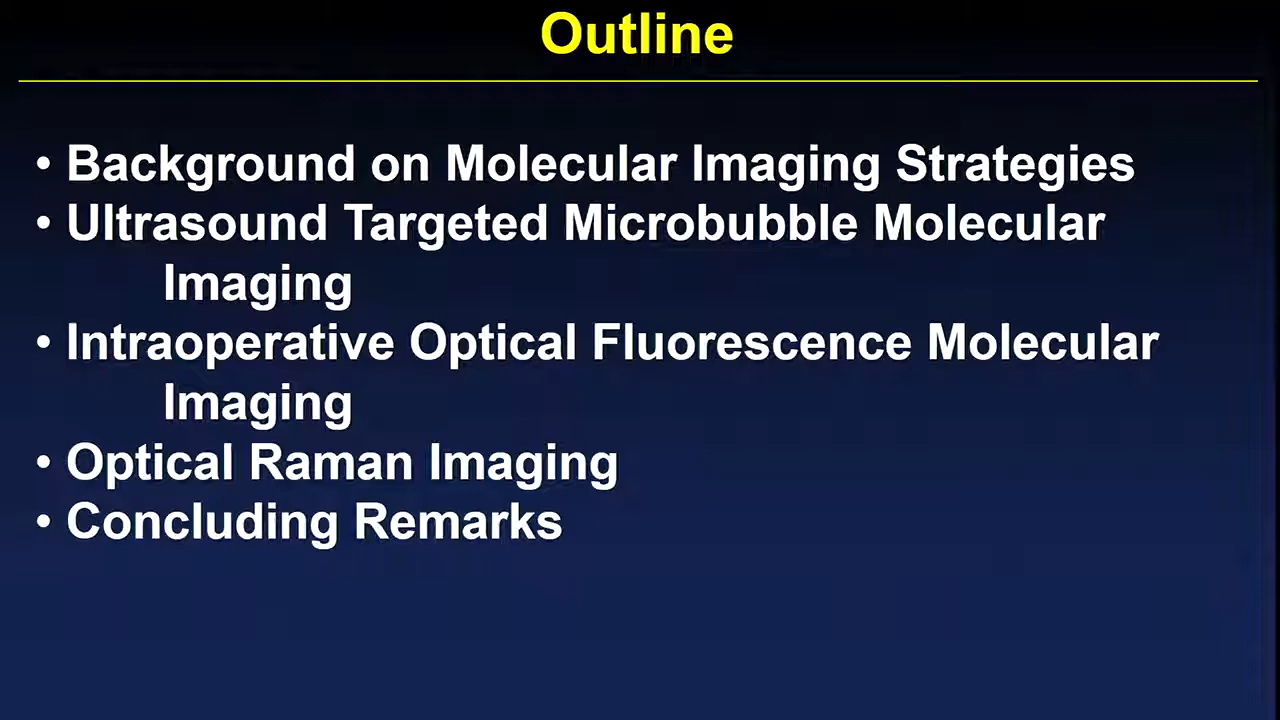 Outline
• Background on Molecular Imaging Strategies
• Ultrasound Targeted Microbubble Molecular
Imaging
• Intraoperative Optical Fluorescence Molecular
Imaging
• Optical Raman Imaging
• Concluding Remarks